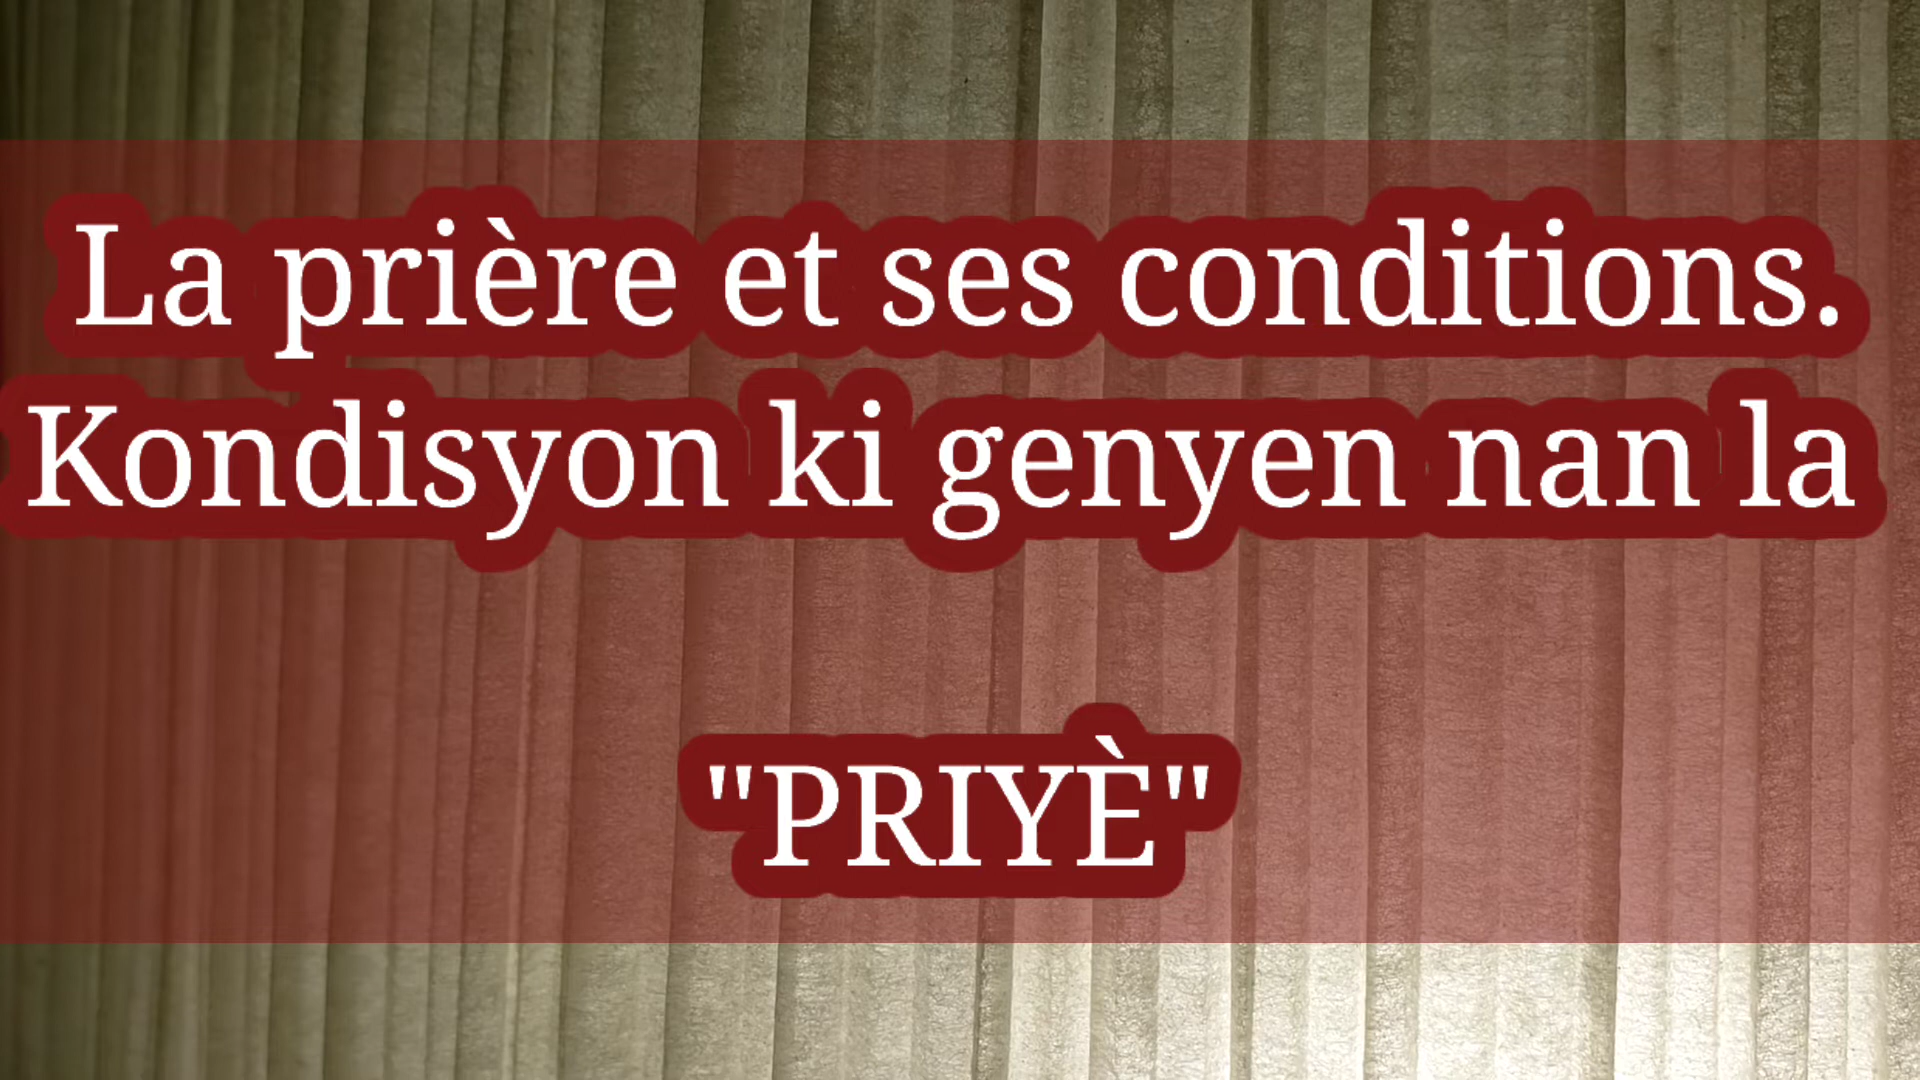 La prière et ses conditions.
Kondisyon ki genyen nan la
"PRIYÈ"